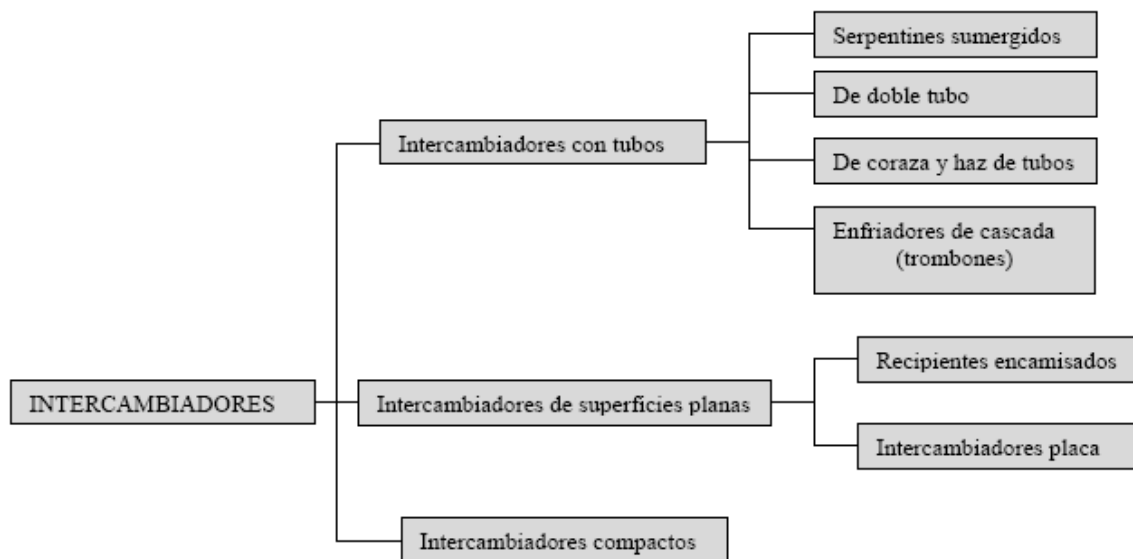 Serpentines sumergidos
De doble tubo
Intercambiadores con tubos
De coraza y haz de tubos
Enfriadores de cascada
(trombones)
Recipientes encamisados
INTERCAMBIADORES
Intercambiadores de superfícies planas
Intercambiadores placa
Intercambiadores compactos